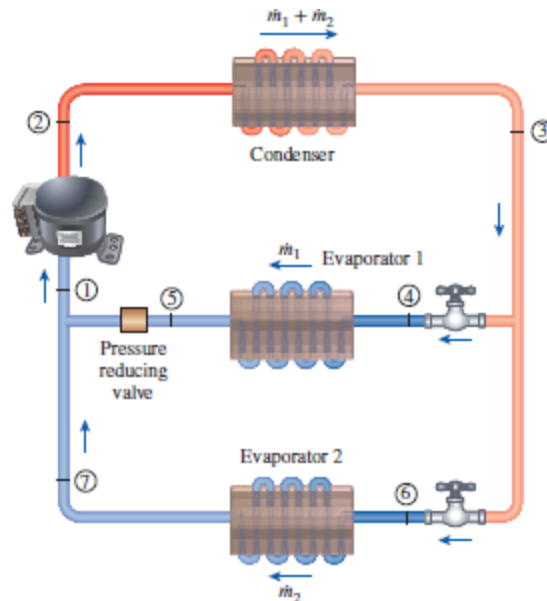 ṁ₁ + ṁ₂
②
③
Condenser
ṁ₁
Evaporator 1
①
⑤
④
Pressure
reducing
valve
Evaporator 2
⑦
⑥
ṁ₂